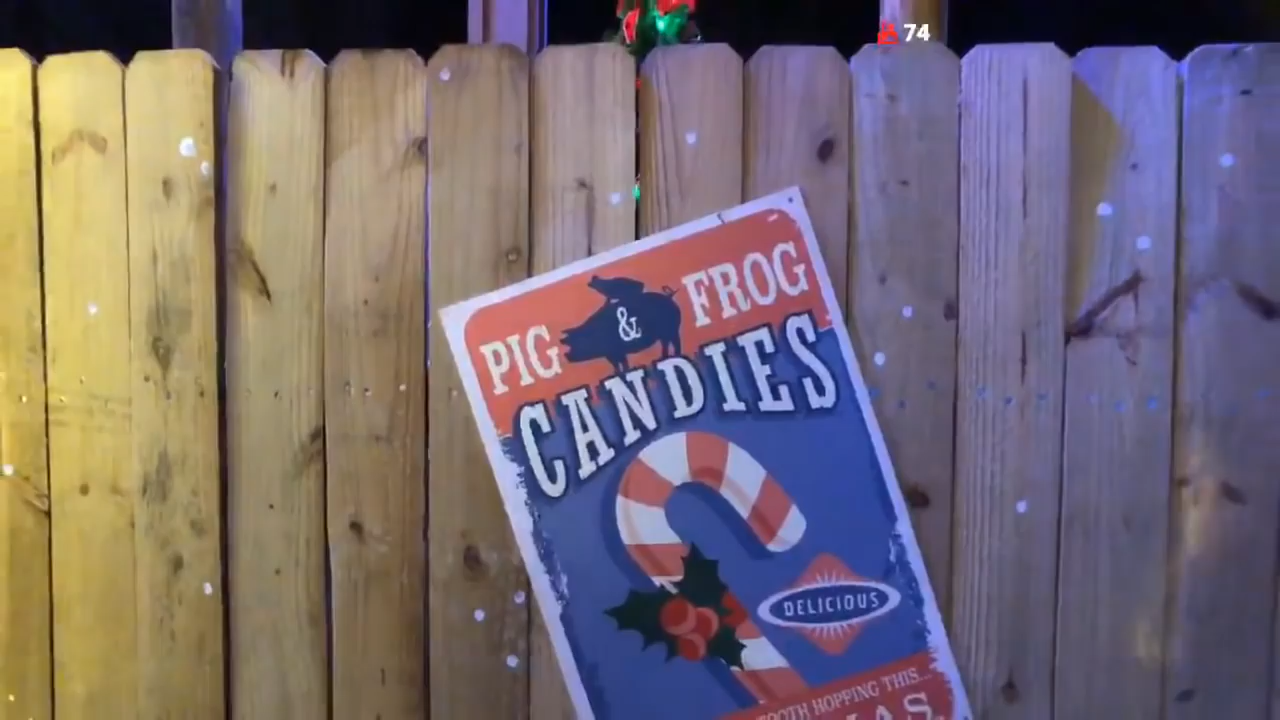 74
PIG & FROG
CANDIES
DELICIOUS
TOOTH HOPPING THIS...